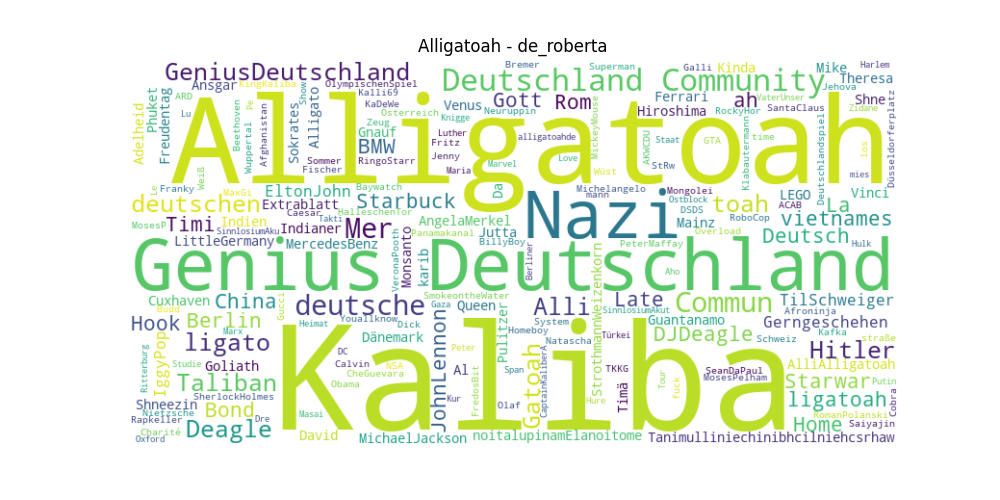 Alligatoah - de_roberta
Alligatoah
Genius Deutschland
Kaliba
Nazi
Deutschland Community
GeniusDeutschland
Adelheid
Phuket
Freudentag
Ansgar
ARD
Lu
KingKaliba
Beethoven
Wuppertal
Pe
Afghanistan
Show
Sokrates
OlympischenSpiel
Kalli69
KaDeWe
Zeug
Alligato
Österreich
Gnauf
BMW
Sommer
Fischer
RingoStarr
Luther
Fritz
Jenny
Maria
Knigge
Venus
Neuruppin
Bremer
Gott
Rom
Superman
alligatoahde
Marvel
Love
MickeyMouse
Wüst
Hiroshima
Staat
StRw
Galli
Ferrari
AKWCDU
Kinda
ah
RockyHor
GTA
VaterUnser
time
Klabautermann
SantaClaus
Mike
Jehova
Theresa
Shne
Zidane
Harlem
Deutschlandspiel
los
mies
Düsseldorferplatz
Le
Franky
Weiß
MaxGi
MosesP
deutschen
Timi
Indien
EltonJohn
Extrablatt
Caesar
Takti
SinnlosiumAku
Indianer
LittleGermany
MercedesBenz
Baywatch
HalleschenTor
Mer
Starbuck
AngelaMerkel
Panamakanal
VeronaPooth
Monsanto
karib
Jutta
BillyBoy
Da
Berliner
Michelangelo
mann
Mongolei
Ostblock
DSDS
Mainz
toah
Overload
PeterMaffay
Aho
RoboCop
ACAB
LEGO
La
Vinci
vietnames
Deutsch
Hulk
Cuxhaven
China
Gucci
Budd
Hook
Berlin
Marx
deutsche
Youallknow
Heimat
Gaza
Dick
Dänemark
SmokeontheWater
Queen
Pulitzer
System
Homeboy
Alli
Natascha
StrothmannWeizenkorn
Late
SinnlosiumAkut
Guantanamo
Türkei
Commun
DJDeagle
Afroninja
TilSchweiger
Gerngeschehen
Kafka
straße
Schweiz
Hitler
Ritterburg
IggyPop
Studie
ligato
Goliath
Taliban
SherlockHolmes
Shneezin
Nietzsche
Rapkeller
Bond
Dre
Deagle
Charité
Oxford
DC
Calvin
NSA
CheGuevara
Obama
Masai
David
MichaelJackson
JohnLennon
Peter
Al
Kur
FredosBit
Span
Olaf
Gatoah
CaptainKaliberA
Hure
noitalupinamElanoitome
TKKG
Timä
Tour
fuck
SeanDaPaul
MosesPelham
AlliAlligatoah
Starwar
Putin
ligatoah
Cobra
RomanPolanski
Home
Saiyajin
Tanimulliniechinibhcilniehcsrhaw